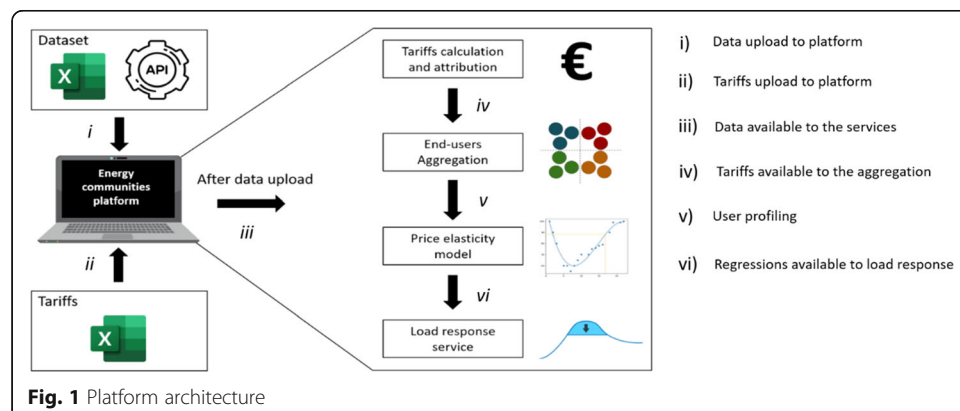 Dataset
X
API
i
Energy
communities
platform
ii
Tariffs
X
After data upload
iii
Tariffs calculation
and attribution
€
iv
End-users
Aggregation
v
Price elasticity
model
vi
Load response
service
i) Data upload to platform
ii) Tariffs upload to platform
iii) Data available to the services
iv) Tariffs available to the aggregation
v) User profiling
vi) Regressions available to load response
Fig. 1 Platform architecture